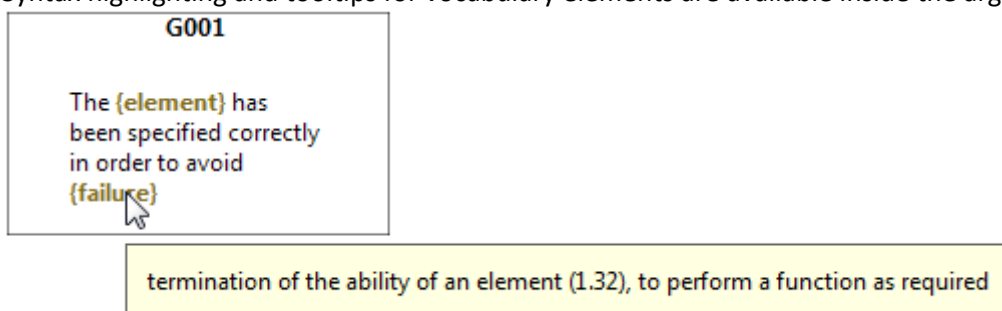 Syntax highlighting and tooltips for vocabulary elements are available inside the arg
G001
The {element} has
been specified correctly
in order to avoid
{failure}
termination of the ability of an element (1.32), to perform a function as required